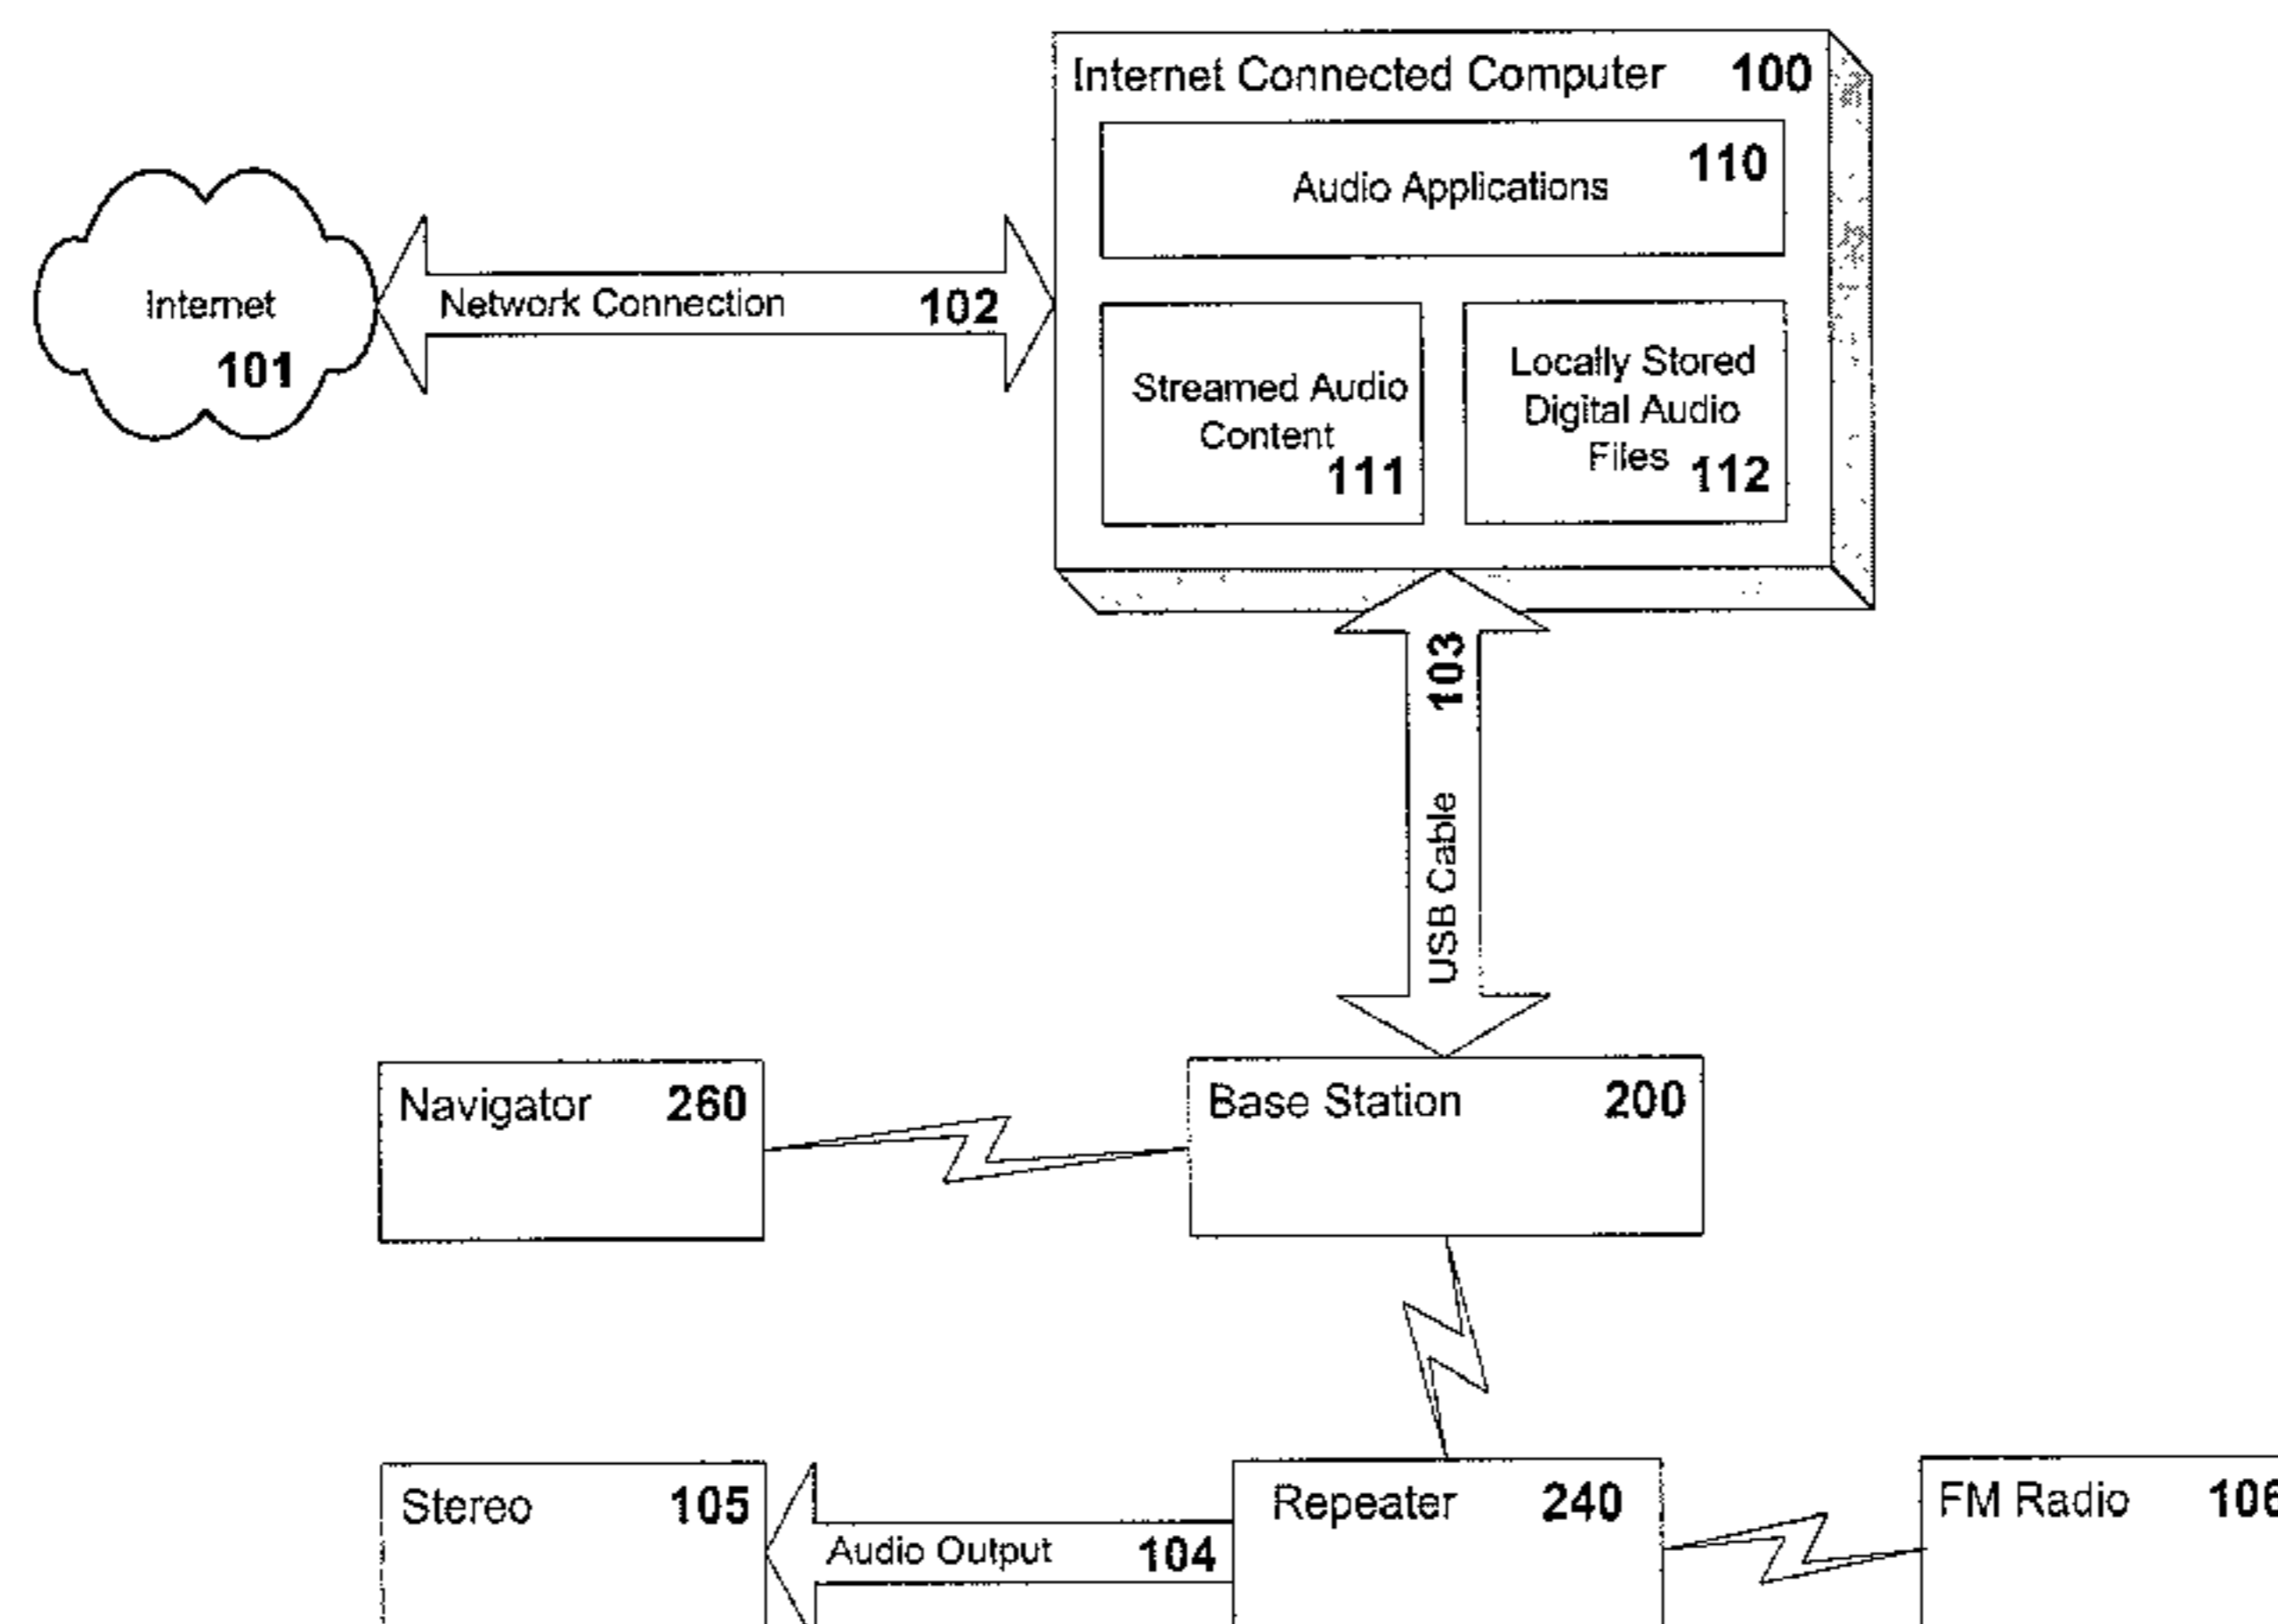 Internet Connected Computer 100
Audio Applications 110
Internet
101
Network Connection 102
Streamed Audio
Content
111
Locally Stored
Digital Audio
Files 112
103
USB Cable
Navigator 260
Base Station 200
Stereo 105
Audio Output 104
Repeater 240
FM Radio 106